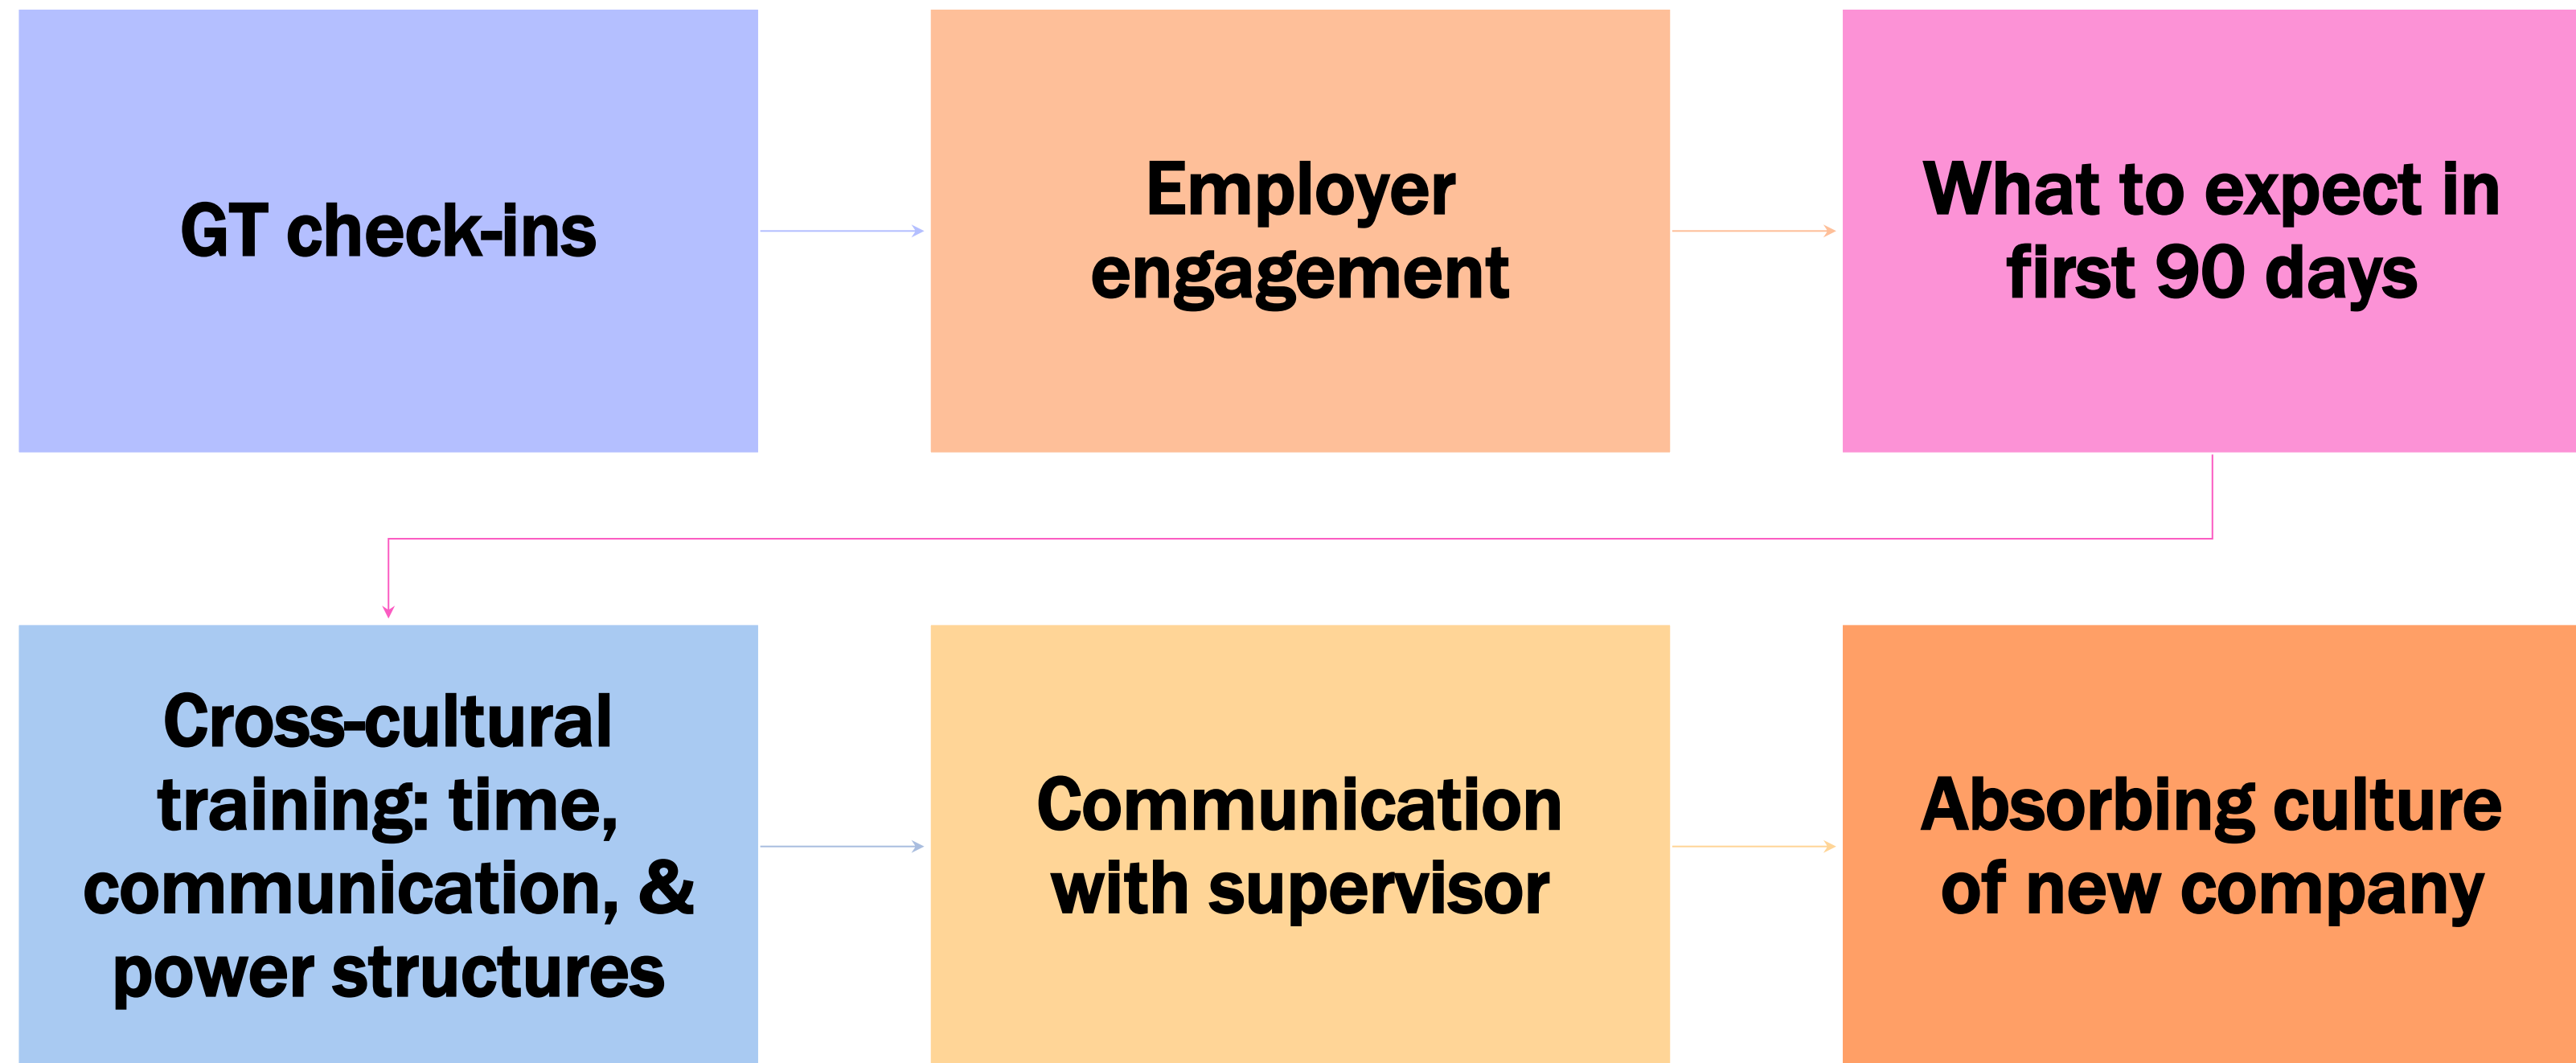 GT check-ins
Employer
engagement
What to expect in
first 90 days
Cross-cultural
training: time,
communication, &
power structures
Communication
with supervisor
Absorbing culture
of new company